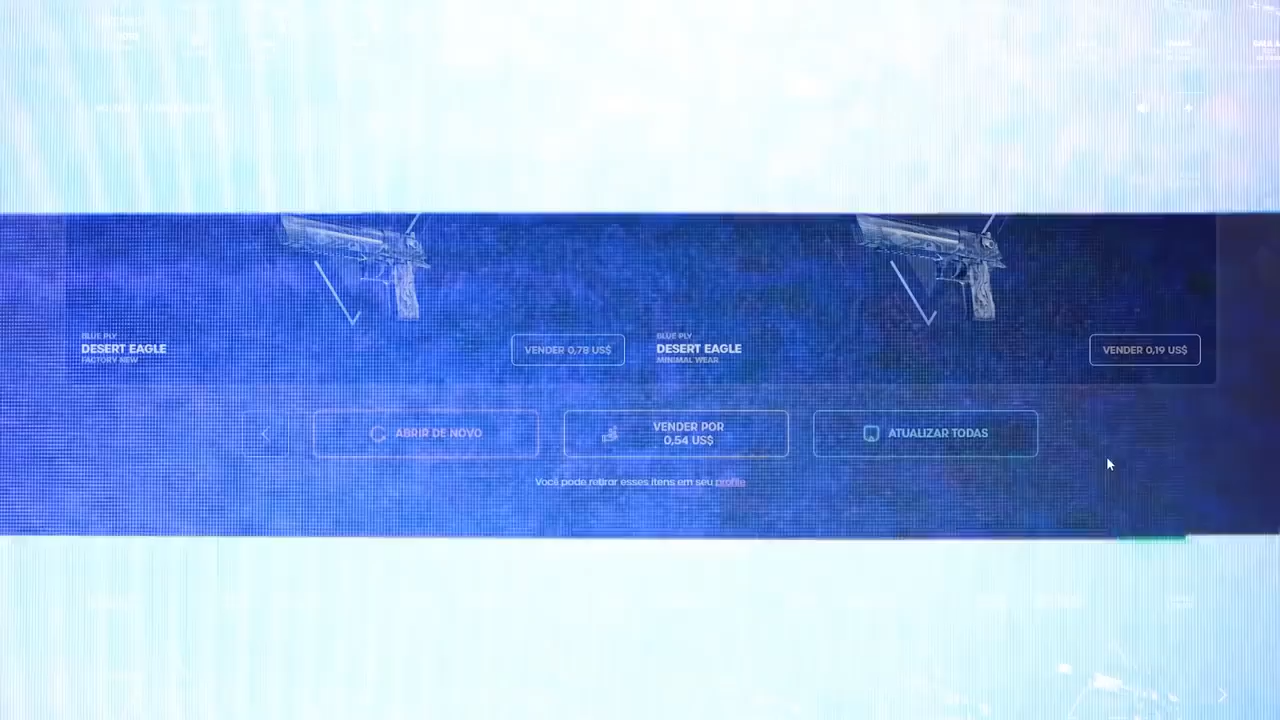 BLUE PLY
DESERT EAGLE
FACTORY NEW
VENDER 0,78 US$
BLUE PLY
DESERT EAGLE
MINIMAL WEAR
VENDER 0,19 US$
ABRIR DE NOVO
VENDER POR
0,54 US$
ATUALIZAR TODAS
Você pode retirar esses itens em seu profile